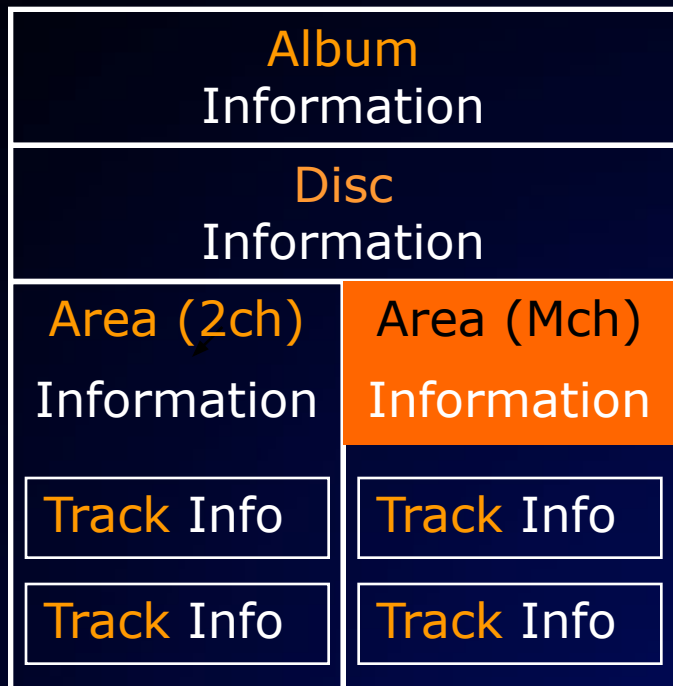 Album
Information
Disc
Information
Area (2ch)
Information
Track Info
Track Info
Area (Mch)
Information
Track Info
Track Info